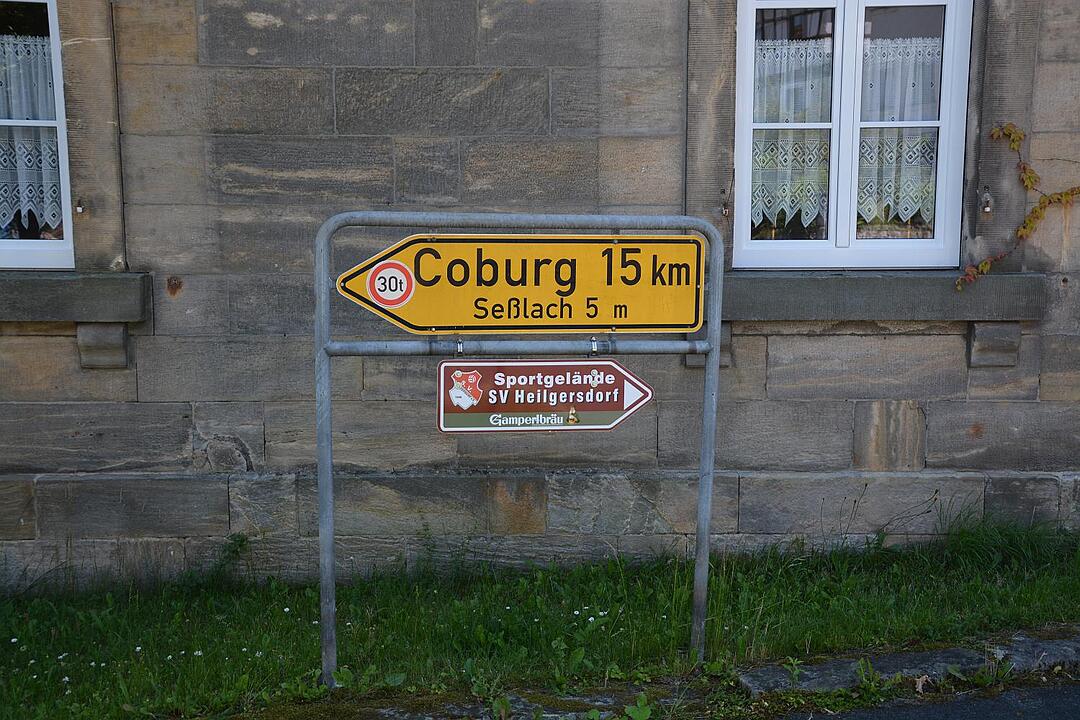 30t
Coburg 15 km
Seßlach 5 m
Sportgelände
SV Heilgersdorf
Gamperlbräu